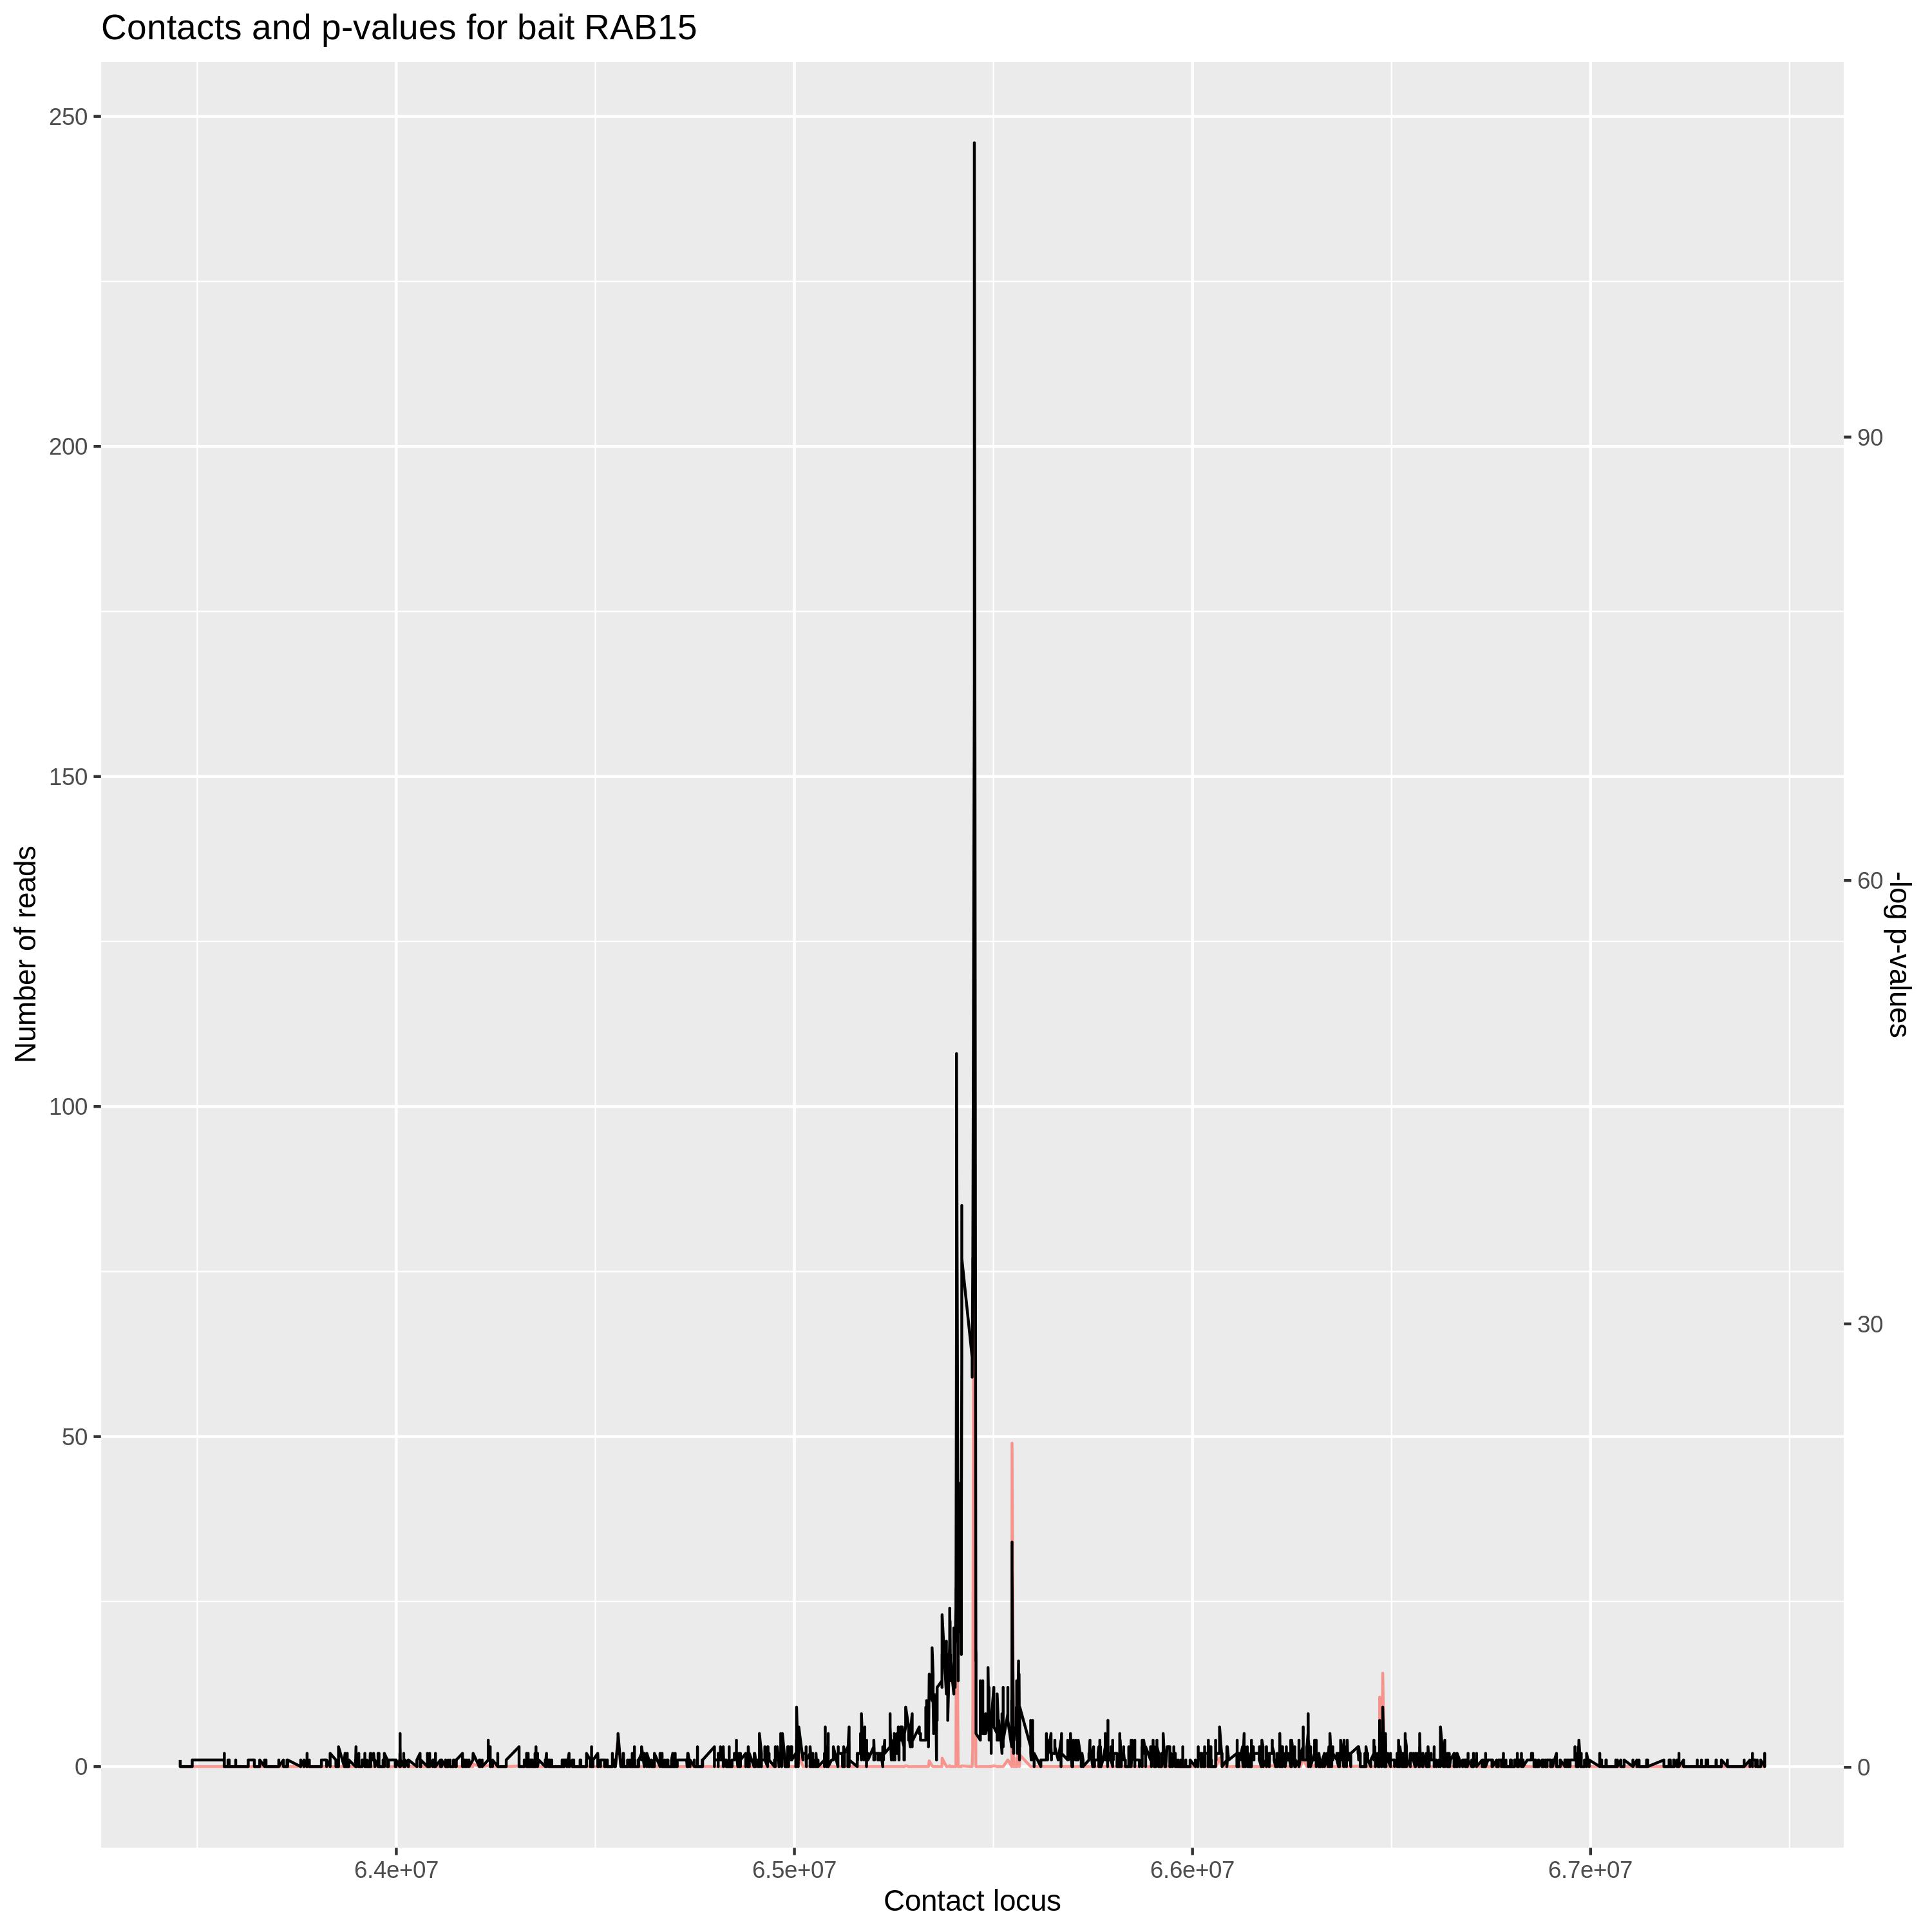 Contacts and p-values for bait RAB15
250
200
150
100
50
0
Number of reads
90
60
30
0
-log p-values
6.4e+07
6.5e+07
6.6e+07
6.7e+07
Contact locus